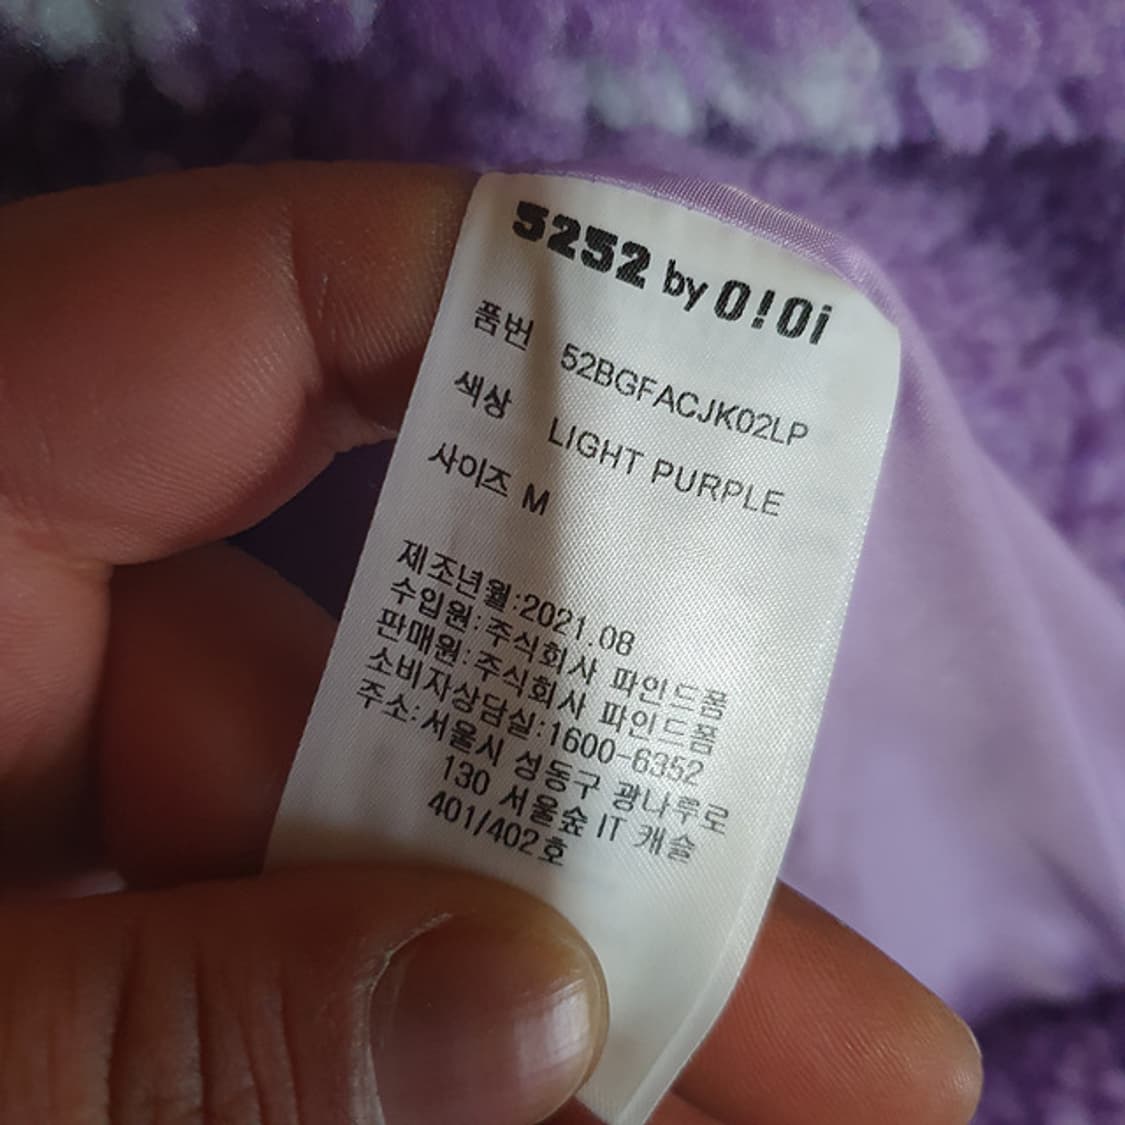 5252 by O!Oi
품번 52BGFACJK02LP
색상 LIGHT PURPLE
사이즈 M
제조년월:2021.08
수입원:주식회사 파인드폼
판매원:주식회사 파인드폼
소비자상담실:1600-6352
주소:서울시 성동구 광나루로
130 서울숲 IT 캐슬
401/402호